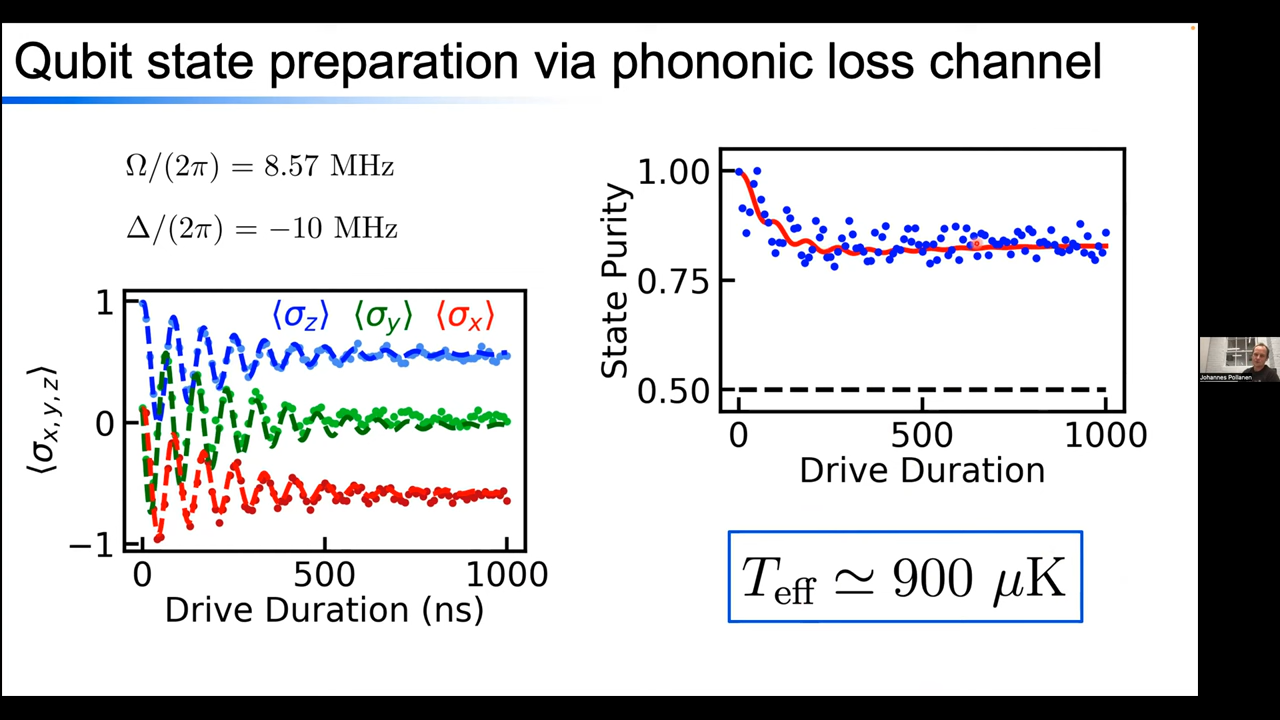 Qubit state preparation via phononic loss channel
Ω/(2π) = 8.57 MHz
Δ/(2π) = −10 MHz
1
0
−1
⟨σx,y,z⟩
⟨σz⟩ ⟨σy⟩ ⟨σx⟩
0 500 1000
Drive Duration (ns)
1.00
0.75
0.50
State Purity
0 500 1000
Drive Duration
Teff ≃ 900 μK
Johannes Pollanen